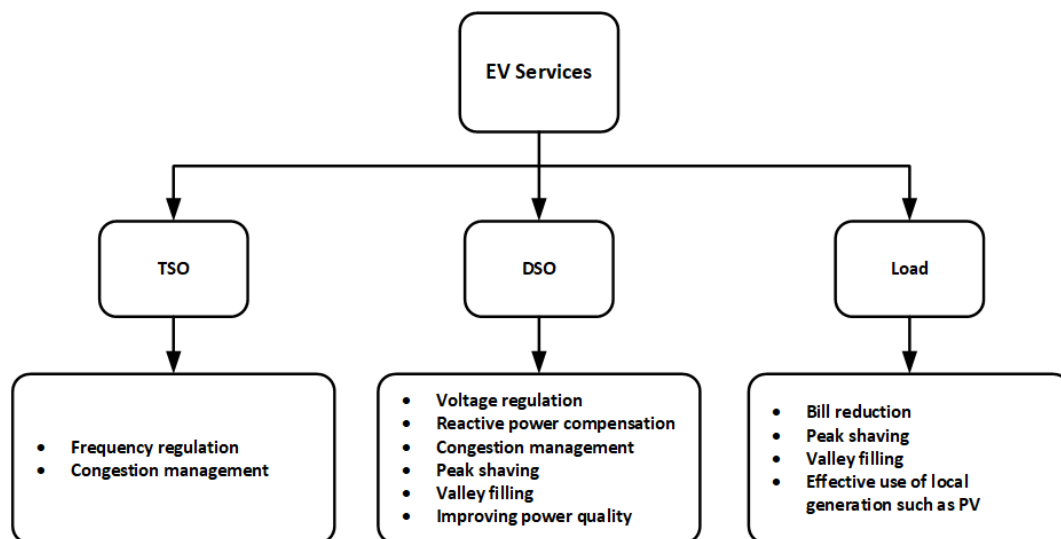 EV Services
TSO
DSO
Load
• Frequency regulation
• Congestion management
• Voltage regulation
• Reactive power compensation
• Congestion management
• Peak shaving
• Valley filling
• Improving power quality
• Bill reduction
• Peak shaving
• Valley filling
• Effective use of local
generation such as PV